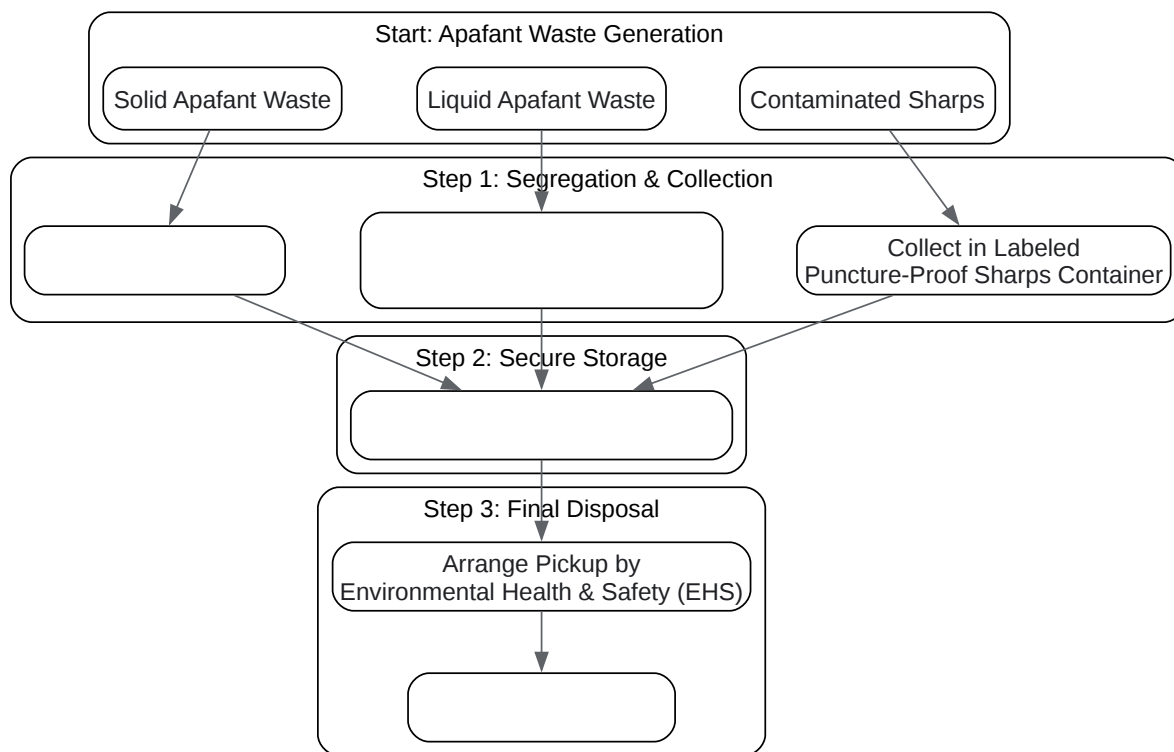 Start: Apafant Waste Generation
Solid Apafant Waste
Liquid Apafant Waste
Contaminated Sharps
Step 1: Segregation & Collection
Collect in Labeled
Puncture-Proof Sharps Container
Step 2: Secure Storage
Step 3: Final Disposal
Arrange Pickup by
Environmental Health & Safety (EHS)